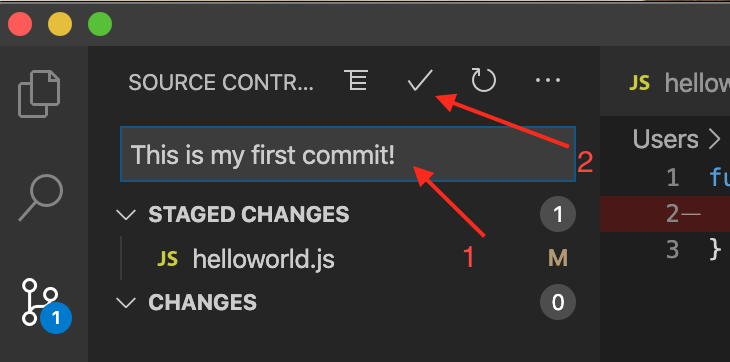 SOURCE CONTR...
JS hellow
This is my first commit!
2
Users >
STAGED CHANGES
1
1 fu
JS helloworld.js
1
M
2
3 }
CHANGES
0
1